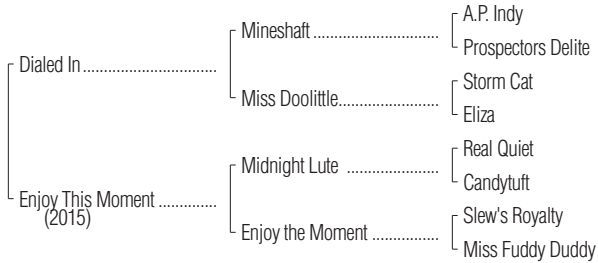 A.P. Indy
Mineshaft ..............................
Prospectors Delite
Dialed In ................................
Storm Cat
Miss Doolittle........................
Eliza
Real Quiet
Midnight Lute ......................
Candytuft
Enjoy This Moment ..............
(2015)
Slew's Royalty
Enjoy the Moment ................
Miss Fuddy Duddy